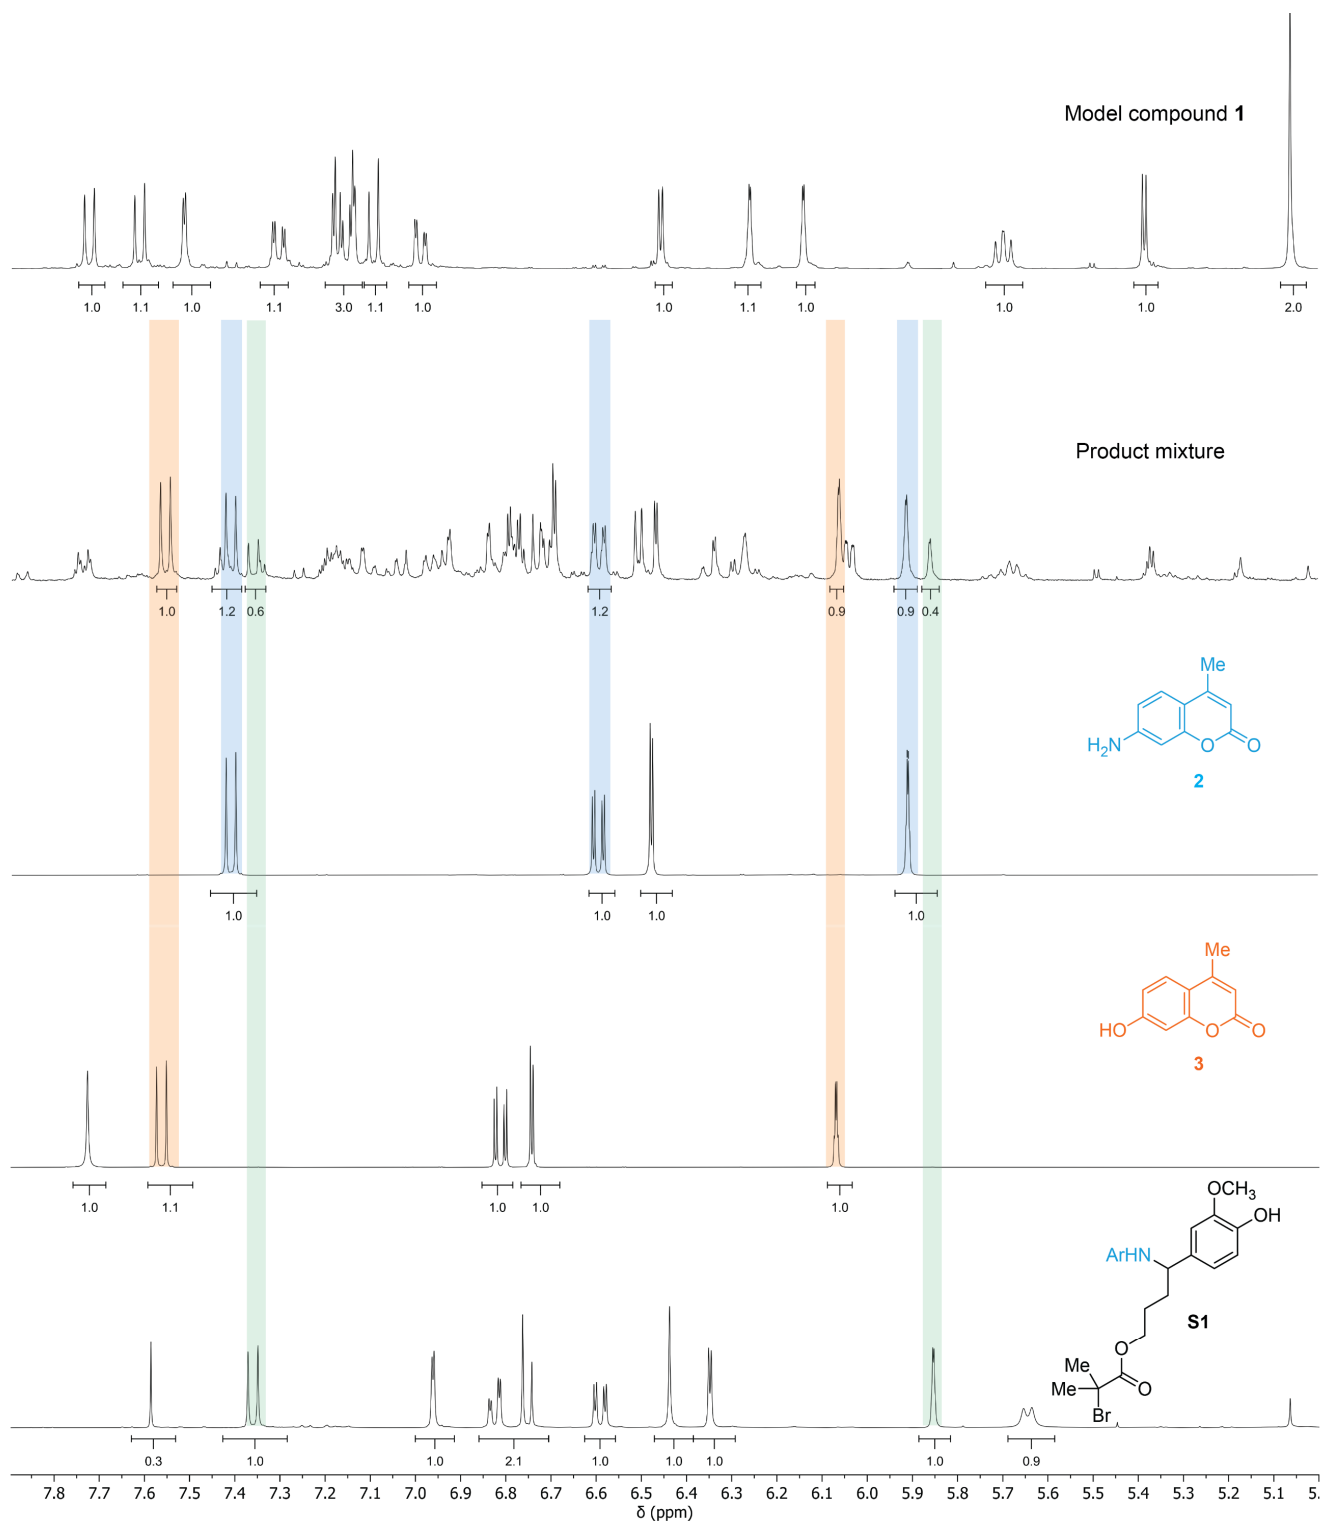 Model compound 1
1.0 1.1 1.0 1.1 3.0 1.1 1.0 1.0 1.1 1.0 1.0 1.0 2.0
Product mixture
1.0 1.2 0.6 1.2 0.9 0.9 0.4
Me
H₂N O O
2
1.0 1.0 1.0 1.0
Me
HO O O
3
1.0 1.1 1.0 1.0 1.0
OCH₃
OH
ArHN
S1
O
Me
Me O
Br
0.3 1.0 1.0 2.1 1.0 1.0 1.0 1.0 0.9
7.8 7.7 7.6 7.5 7.4 7.3 7.2 7.1 7.0 6.9 6.8 6.7 6.6 6.5 6.4 6.3 6.2 6.1 6.0 5.9 5.8 5.7 5.6 5.5 5.4 5.3 5.2 5.1 5.
δ (ppm)